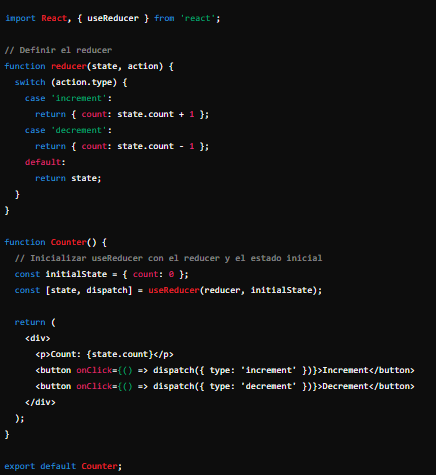 import React, { useReducer } from 'react';
// Definir el reducer
function reducer(state, action) {
  switch (action.type) {
    case 'increment':
      return { count: state.count + 1 };
    case 'decrement':
      return { count: state.count - 1 };
    default:
      return state;
  }
}
function Counter() {
  // Inicializar useReducer con el reducer y el estado inicial
  const initialState = { count: 0 };
  const [state, dispatch] = useReducer(reducer, initialState);
  return (
    <div>
      <p>Count: {state.count}</p>
      <button onClick={() => dispatch({ type: 'increment' })}>Increment</button>
      <button onClick={() => dispatch({ type: 'decrement' })}>Decrement</button>
    </div>
  );
}
export default Counter;